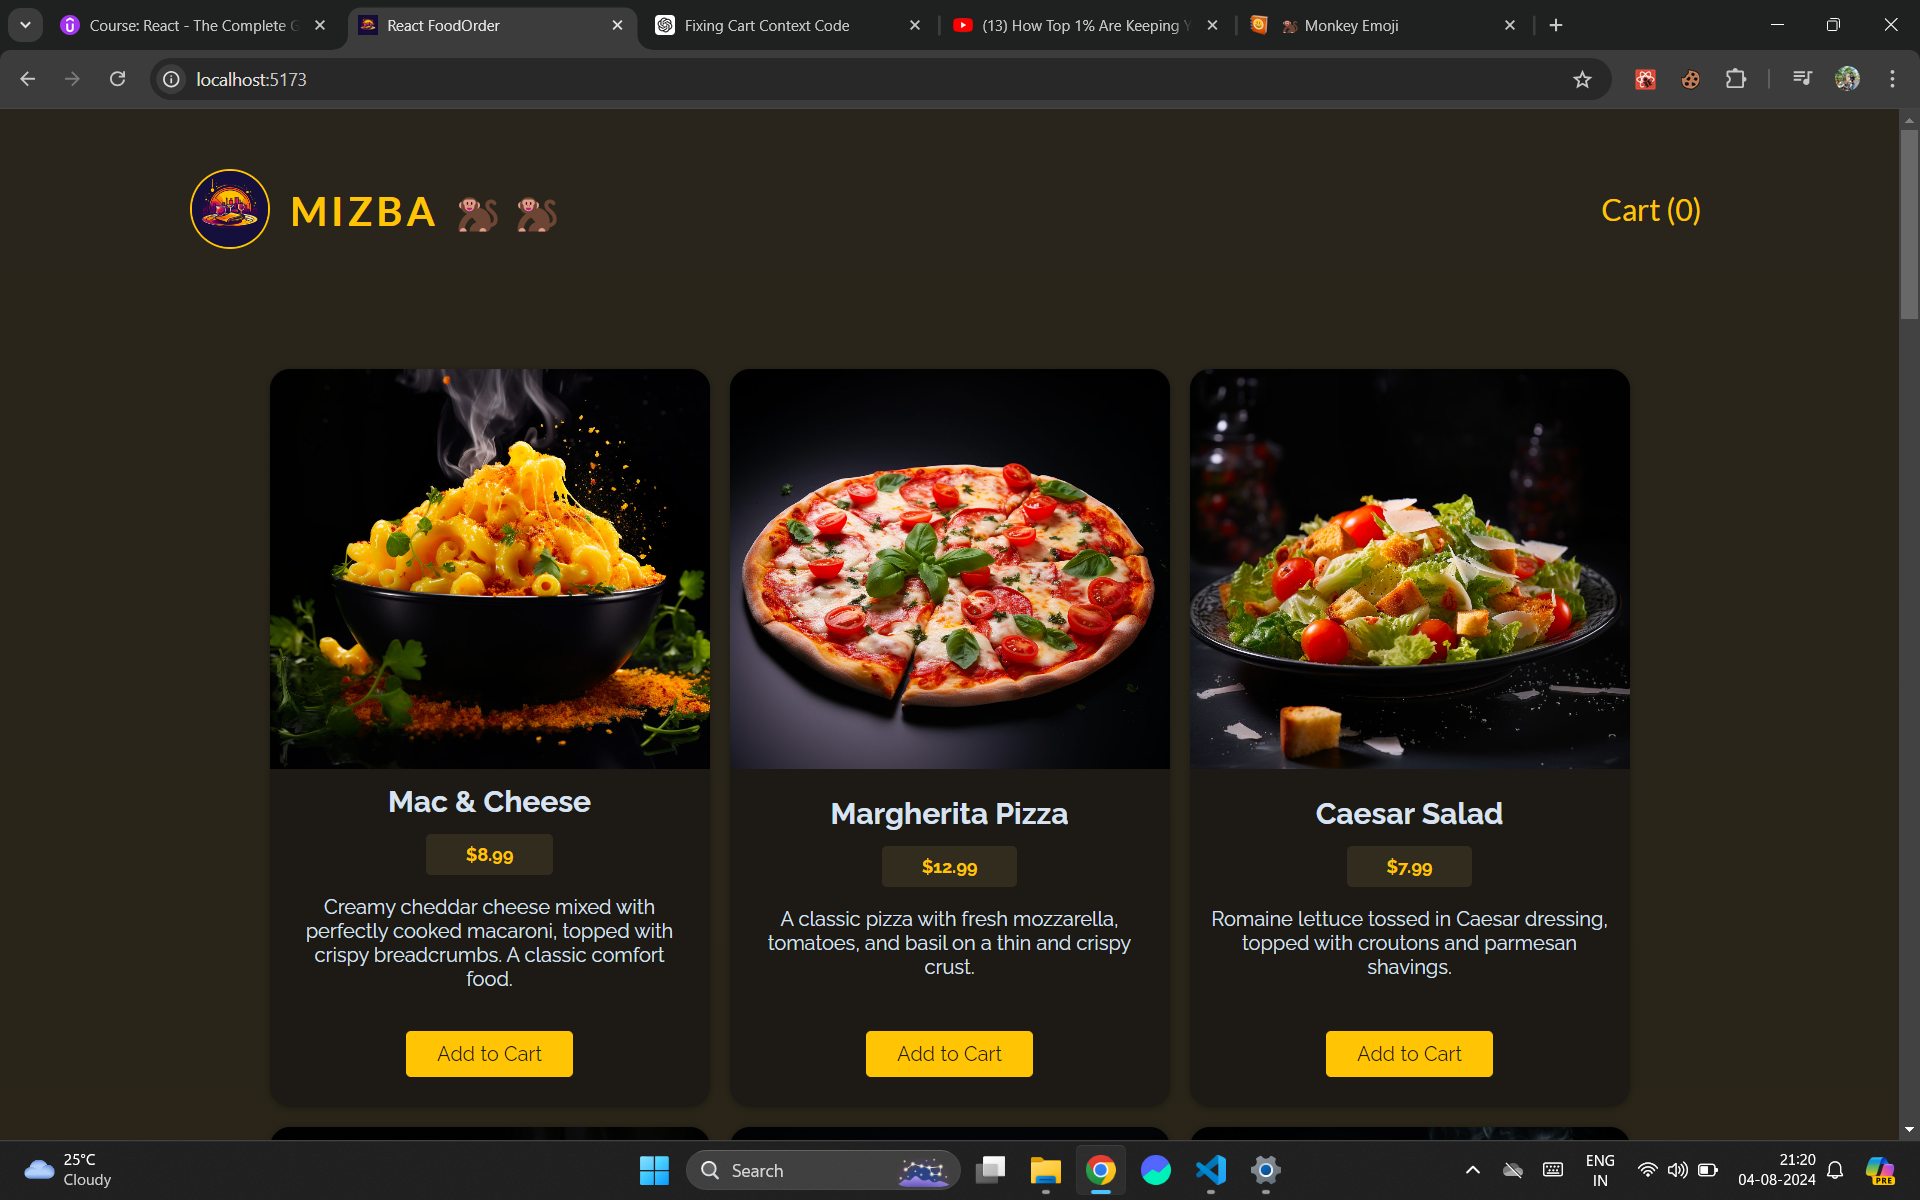 Course: React - The Complete G
React FoodOrder
Fixing Cart Context Code
(13) How Top 1% Are Keeping Y
🐒 Monkey Emoji
localhost:5173
MIZBA 🐒 🐒
Cart (0)
Mac & Cheese
$8.99
Creamy cheddar cheese mixed with
perfectly cooked macaroni, topped with
crispy breadcrumbs. A classic comfort
food.
Add to Cart
Margherita Pizza
$12.99
A classic pizza with fresh mozzarella,
tomatoes, and basil on a thin and crispy
crust.
Add to Cart
Caesar Salad
$7.99
Romaine lettuce tossed in Caesar dressing,
topped with croutons and parmesan
shavings.
Add to Cart
25°C
Cloudy
Search
ENG
IN
21:20
04-08-2024
PRE